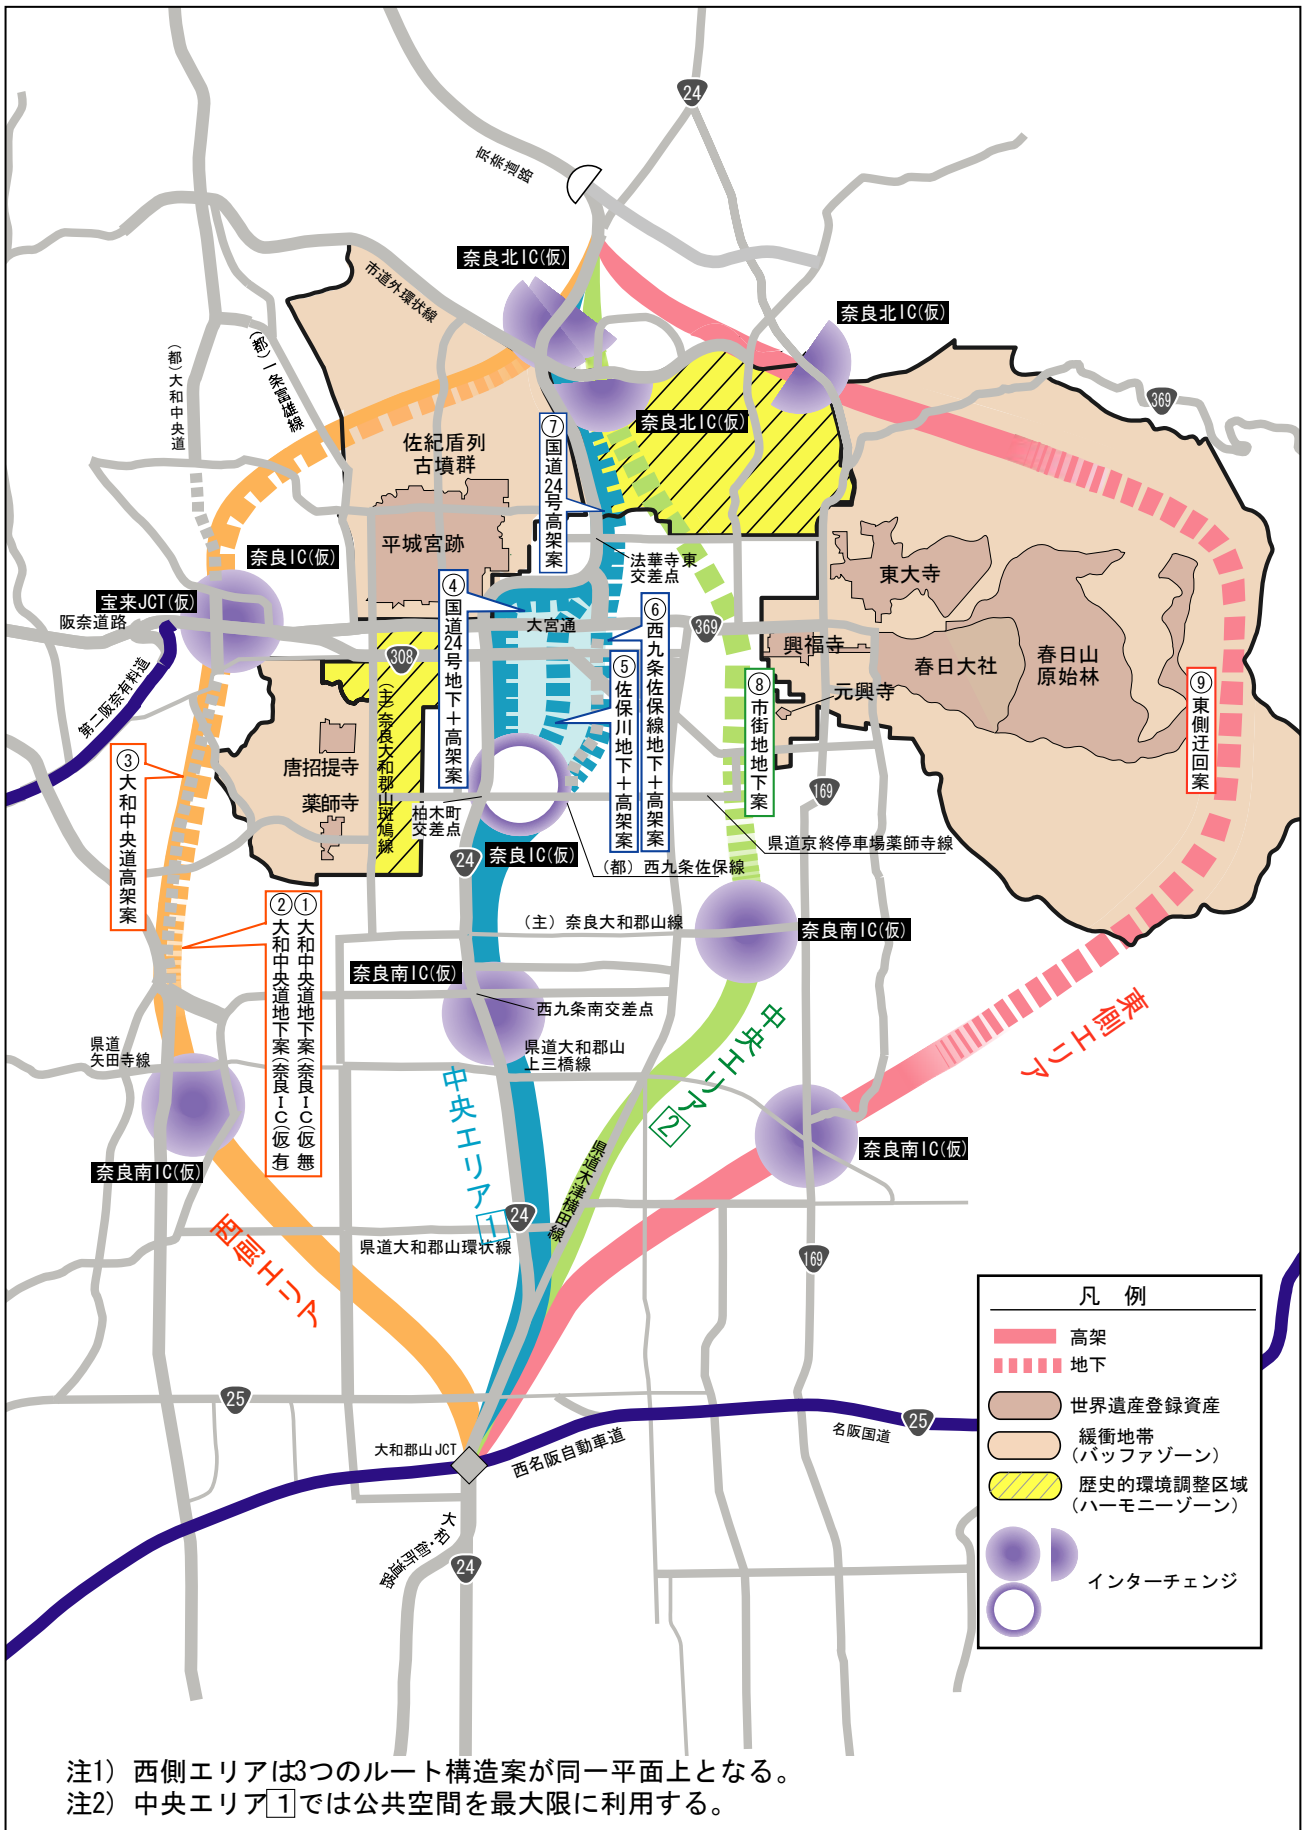 24
京奈道路
奈良北IC(仮)
市道外環状線
奈良北IC(仮)
(都)一条富雄線
(都)大和中央道
369
奈良北IC(仮)
⑦国道24号高架案
佐紀盾列
古墳群
平城宮跡
奈良IC(仮)
法華寺東
交差点
東大寺
④国道24号地下+高架案
宝来JCT(仮)
阪奈道路
大宮通
⑥西九条佐保線地下+高架案
369
興福寺
308
⑤佐保川地下+高架案
春日大社
春日山
原始林
第二阪奈有料道
(主)奈良大和郡山斑鳩線
⑧市街地地下案
元興寺
⑨東側迂回案
③大和中央道高架案
唐招提寺
薬師寺
169
柏木町
交差点
県道京終停車場薬師寺線
24
奈良IC(仮)
(都)西九条佐保線
①大和中央道地下案(奈良IC(仮)無)
②大和中央道地下案(奈良IC(仮)有)
(主)奈良大和郡山線
奈良南IC(仮)
奈良南IC(仮)
西九条南交差点
東側エリア
中央エリア2
県道
矢田寺線
県道大和郡山
上三橋線
中央エリア1
奈良南IC(仮)
奈良南IC(仮)
県道木津横田線
西側エリア
24
県道大和郡山環状線
169
凡 例
高架
地下
世界遺産登録資産
緩衝地帯
(バッファゾーン)
歴史的環境調整区域
(ハーモニーゾーン)
インターチェンジ
25
25
名阪国道
大和郡山JCT
西名阪自動車道
大和・御所道路
24
注1) 西側エリアは3つのルート構造案が同一平面上となる。
注2) 中央エリア1では公共空間を最大限に利用する。